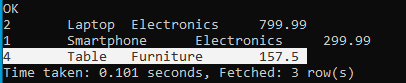 OK
2 Laptop Electronics 799.99
1 Smartphone Electronics 299.99
4 Table Furniture 157.5
Time taken: 0.101 seconds, Fetched: 3 row(s)